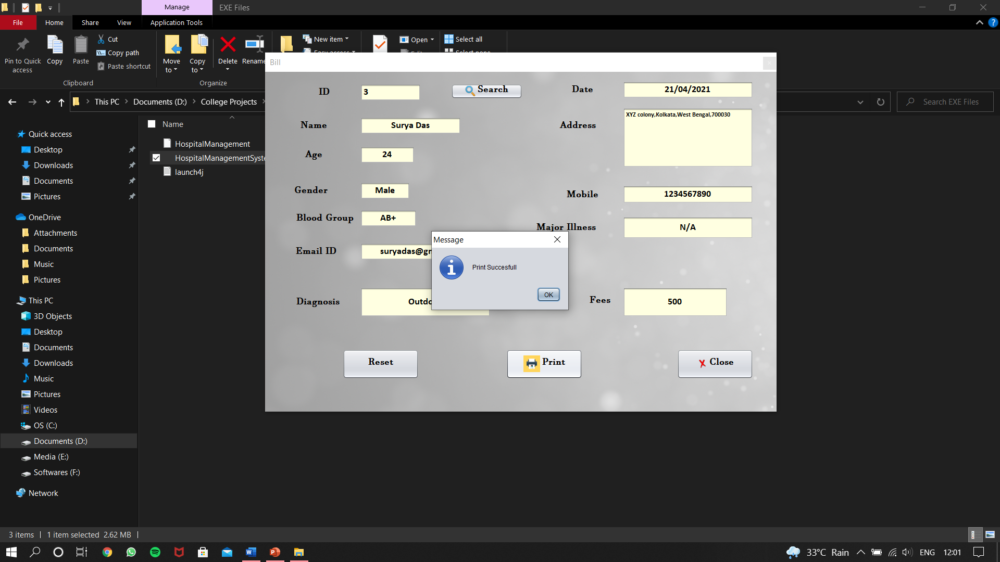 Manage
EXE Files
File
Home
Share
View
Application Tools
Pin to Quick access
Copy
Paste
Cut
Copy path
Paste shortcut
Clipboard
Move to
Copy to
Delete
Rename
Organize
New item
Easy access
Open
Edit
Select all
Select none
This PC
Documents (D:)
College Projects
Search EXE Files
Name
HospitalManagement
HospitalManagementSyste
launch4j
Quick access
Desktop
Downloads
Documents
Pictures
OneDrive
Attachments
Documents
Music
Pictures
This PC
3D Objects
Desktop
Documents
Downloads
Music
Pictures
Videos
OS (C:)
Documents (D:)
Media (E:)
Softwares (F:)
Network
Bill
ID
3
Search
Date
21/04/2021
Name
Surya Das
Address
XYZ colony,Kolkata,West Bengal,700030
Age
24
Gender
Male
Mobile
1234567890
Blood Group
AB+
Major Illness
N/A
Email ID
Message
Print Succesfull
OK
Diagnosis
Fees
500
Reset
Print
Close
3 items
1 item selected 2.62 MB
33°C Rain
ENG
12:01